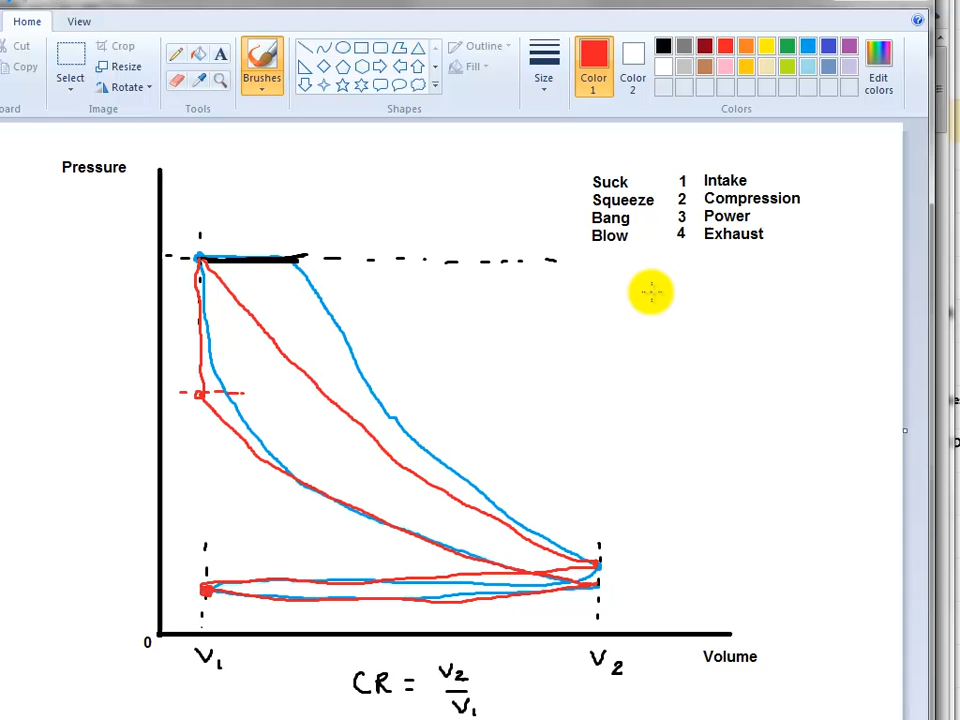 Home View
Cut
Copy
Select
Crop
Resize
Rotate
A
Brushes
Outline
Fill
Size
Color 1
Color 2
Edit colors
oard
Image
Tools
Shapes
Colors
Pressure
Suck 1 Intake
Squeeze 2 Compression
Bang 3 Power
Blow 4 Exhaust
0
V1
V2
Volume
CR = V2
V1